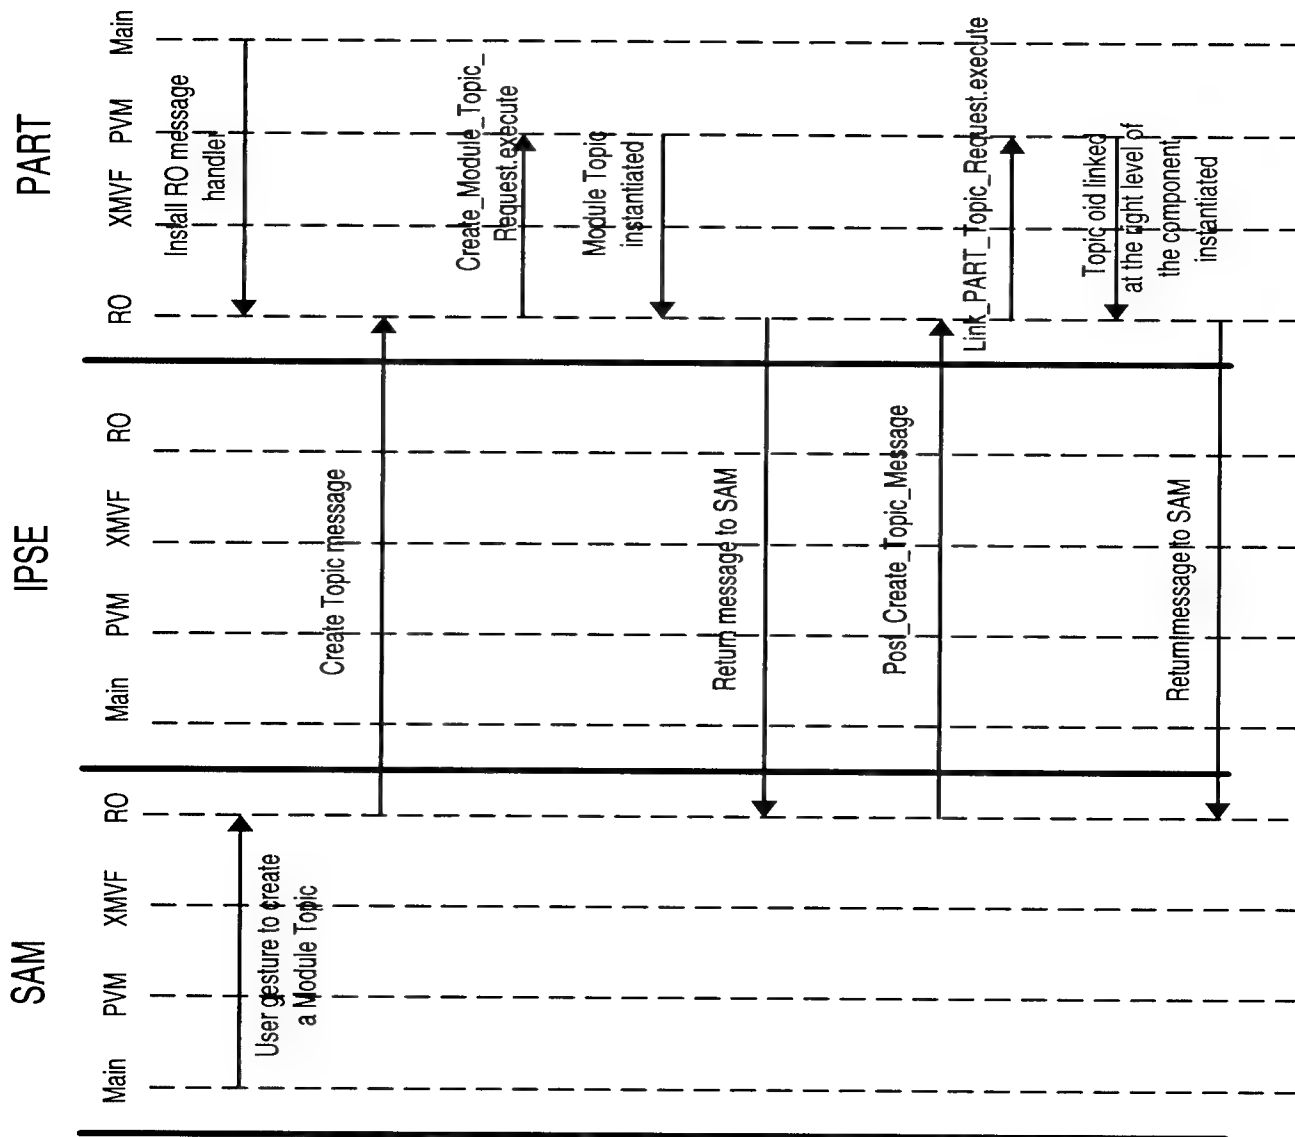 SAM
IPSE
PART
Main
PVM
XMVF
RO
Main
PVM
XMVF
RO
RO
XMVF
PVM
Main
User gesture to create
a Module Topic
Install RO message
handler
Create Topic message
Create_Module_Topic_
Request.execute
Module Topic
instantiated
Return message to SAM
Post_Create_Topic_Message
Link_PART_Topic_Request.execute
Topic oid linked
at the right level of
the component
instantiated
Return message to SAM